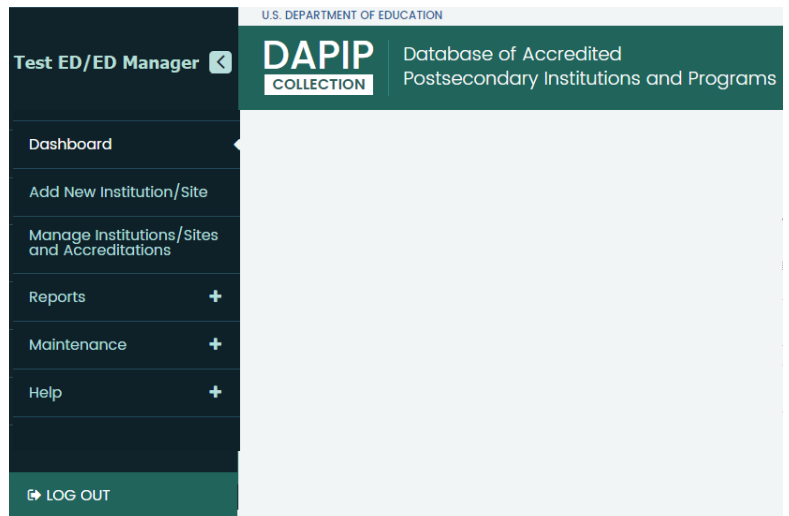 U.S. DEPARTMENT OF EDUCATION
Test ED/ED Manager
DAPIP
COLLECTION
Database of Accredited
Postsecondary Institutions and Programs
Dashboard
Add New Institution/Site
Manage Institutions/Sites
and Accreditations
Reports
Maintenance
Help
LOG OUT